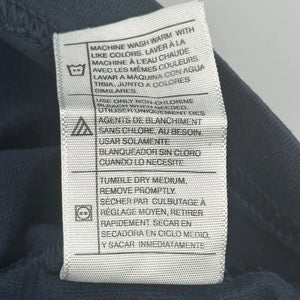 MACHINE WASH WARM WITH
LIKE COLORS. LAVER À LA
MACHINE À L'EAU CHAUDE
AVEC LES MÊMES COULEURS
LAVAR A MÁQUINA CON AGUA
TIBIA, JUNTO A COLORES
SIMILARES.
USE ONLY NON-CHLORINE
BLEACH WHEN NEEDED.
AGENTS DE BLANCHIMENT
SANS CHLORE, AU BESOIN.
USAR SOLAMENTE
BLANQUEADOR SIN CLORO
CUANDO LO NECESITE.
TUMBLE DRY MEDIUM,
REMOVE PROMPTLY.
SÉCHER PAR CULBUTAGE À
RÉGLAGE MOYEN, RETIRER
RAPIDEMENT. SECAR EN
SECADORA EN CICLO MEDIO,
Y SACAR IMMEDIATAMENTE